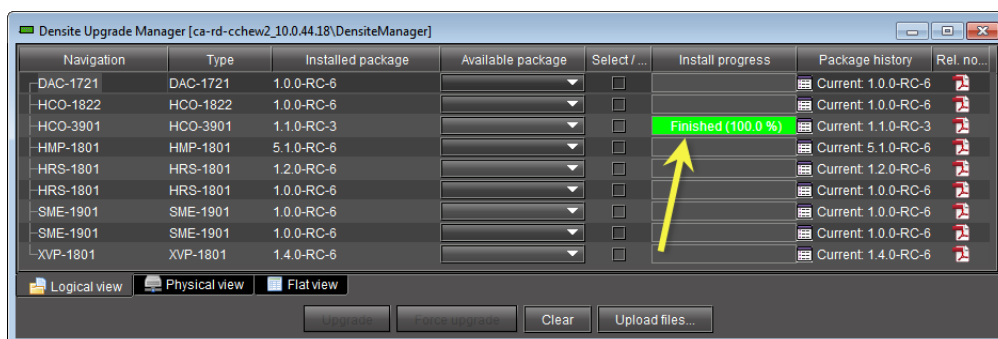 Densite Upgrade Manager [ca-rd-cchew2_10.0.44.18\DensiteManager]
Navigation Type Installed package Available package Select / ... Install progress Package history Rel. no...
DAC-1721 DAC-1721 1.0.0-RC-6 Current: 1.0.0-RC-6
HCO-1822 HCO-1822 1.0.0-RC-6 Current: 1.0.0-RC-6
HCO-3901 HCO-3901 1.1.0-RC-3 Finished (100.0 %) Current: 1.1.0-RC-3
HMP-1801 HMP-1801 5.1.0-RC-6 Current: 5.1.0-RC-6
HRS-1801 HRS-1801 1.2.0-RC-6 Current: 1.2.0-RC-6
HRS-1801 HRS-1801 1.0.0-RC-6 Current: 1.0.0-RC-6
SME-1901 SME-1901 1.0.0-RC-6 Current: 1.0.0-RC-6
SME-1901 SME-1901 1.0.0-RC-6 Current: 1.0.0-RC-6
XVP-1801 XVP-1801 1.4.0-RC-6 Current: 1.4.0-RC-6
Logical view Physical view Flat view
Upgrade Force upgrade Clear Upload files...